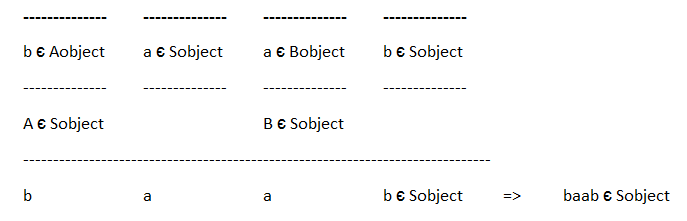 --------------   --------------   --------------   --------------
b є Aobject   a є Sobject   a є Bobject   b є Sobject
--------------   --------------   --------------   --------------
A є Sobject   B є Sobject
------------------------------------------------------------------------------
b   a   a   b є Sobject   =>   baab є Sobject